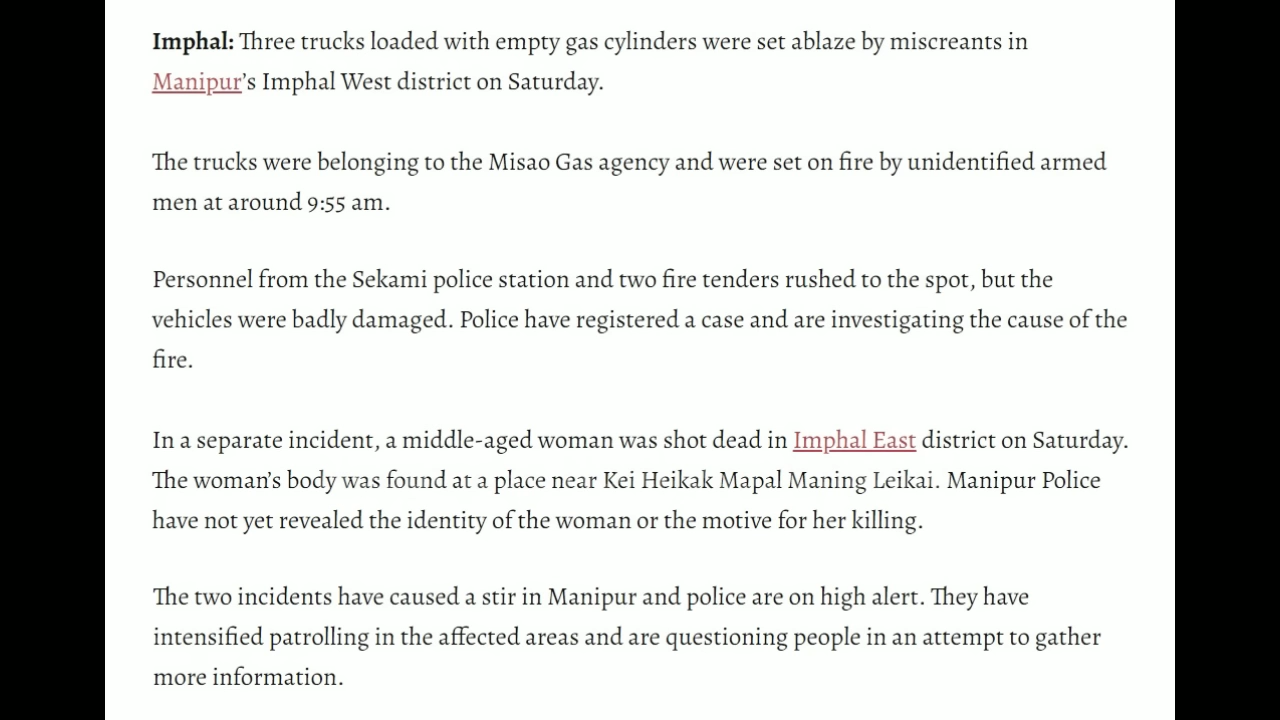 Imphal: Three trucks loaded with empty gas cylinders were set ablaze by miscreants in
Manipur’s Imphal West district on Saturday.
The trucks were belonging to the Misao Gas agency and were set on fire by unidentified armed
men at around 9:55 am.
Personnel from the Sekami police station and two fire tenders rushed to the spot, but the
vehicles were badly damaged. Police have registered a case and are investigating the cause of the
fire.
In a separate incident, a middle-aged woman was shot dead in Imphal East district on Saturday.
The woman’s body was found at a place near Kei Heikak Mapal Maning Leikai. Manipur Police
have not yet revealed the identity of the woman or the motive for her killing.
The two incidents have caused a stir in Manipur and police are on high alert. They have
intensified patrolling in the affected areas and are questioning people in an attempt to gather
more information.